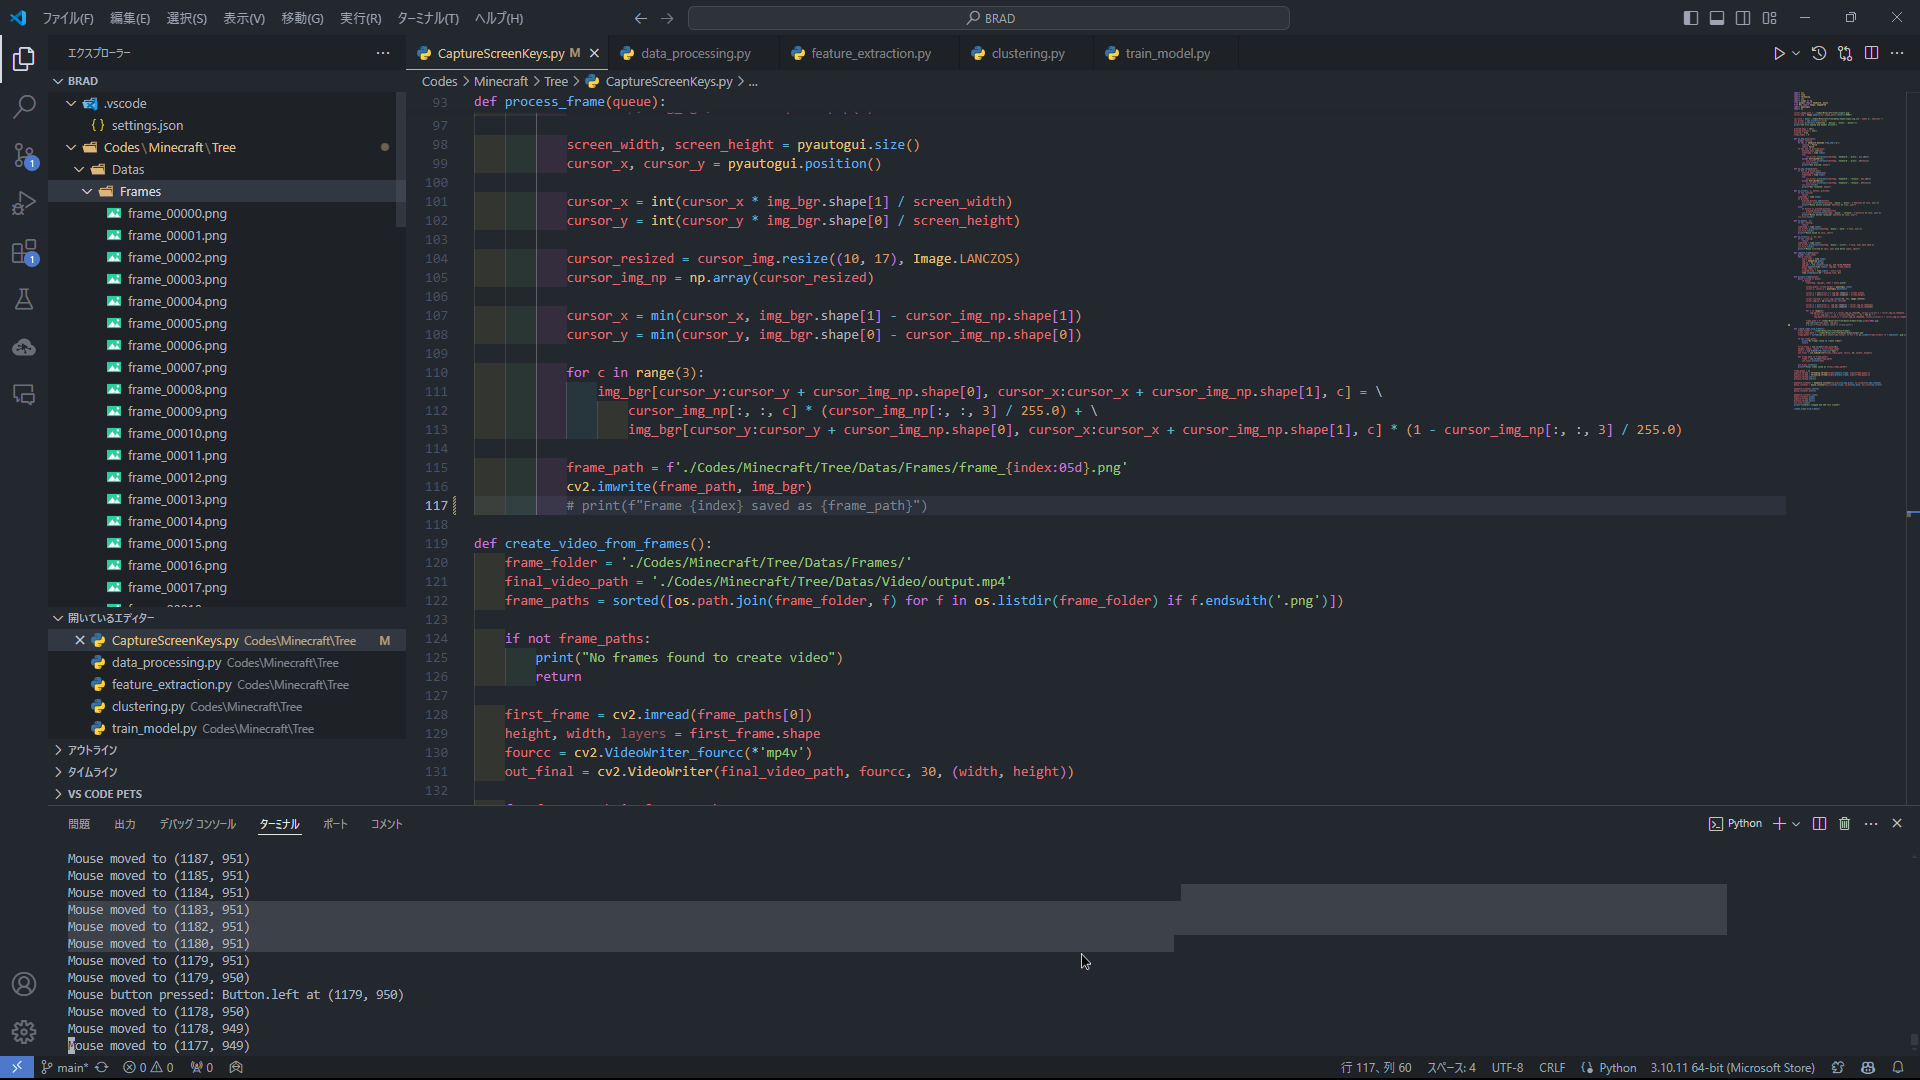 ファイル(F) 編集(E) 選択(S) 表示(V) 移動(G) 実行(R) ターミナル(T) ヘルプ(H)
BRAD
エクスプローラー
BRAD
.vscode
{ } settings.json
Codes\Minecraft\Tree
Datas
Frames
frame_00000.png
frame_00001.png
frame_00002.png
frame_00003.png
frame_00004.png
frame_00005.png
frame_00006.png
frame_00007.png
frame_00008.png
frame_00009.png
frame_00010.png
frame_00011.png
frame_00012.png
frame_00013.png
frame_00014.png
frame_00015.png
frame_00016.png
frame_00017.png
開いているエディター
CaptureScreenKeys.py Codes\Minecraft\Tree M
data_processing.py Codes\Minecraft\Tree
feature_extraction.py Codes\Minecraft\Tree
clustering.py Codes\Minecraft\Tree
train_model.py Codes\Minecraft\Tree
アウトライン
タイムライン
VS CODE PETS
1
1
CaptureScreenKeys.py M
data_processing.py
feature_extraction.py
clustering.py
train_model.py
Codes > Minecraft > Tree > CaptureScreenKeys.py > ...
93 def process_frame(queue):
97
98 screen_width, screen_height = pyautogui.size()
99 cursor_x, cursor_y = pyautogui.position()
100
101 cursor_x = int(cursor_x * img_bgr.shape[1] / screen_width)
102 cursor_y = int(cursor_y * img_bgr.shape[0] / screen_height)
103
104 cursor_resized = cursor_img.resize((10, 17), Image.LANCZOS)
105 cursor_img_np = np.array(cursor_resized)
106
107 cursor_x = min(cursor_x, img_bgr.shape[1] - cursor_img_np.shape[1])
108 cursor_y = min(cursor_y, img_bgr.shape[0] - cursor_img_np.shape[0])
109
110 for c in range(3):
111 img_bgr[cursor_y:cursor_y + cursor_img_np.shape[0], cursor_x:cursor_x + cursor_img_np.shape[1], c] = \
112 cursor_img_np[:, :, c] * (cursor_img_np[:, :, 3] / 255.0) + \
113 img_bgr[cursor_y:cursor_y + cursor_img_np.shape[0], cursor_x:cursor_x + cursor_img_np.shape[1], c] * (1 - cursor_img_np[:, :, 3] / 255.0)
114
115 frame_path = f'./Codes/Minecraft/Tree/Datas/Frames/frame_{index:05d}.png'
116 cv2.imwrite(frame_path, img_bgr)
117 # print(f"Frame {index} saved as {frame_path}")
118
119 def create_video_from_frames():
120 frame_folder = './Codes/Minecraft/Tree/Datas/Frames/'
121 final_video_path = './Codes/Minecraft/Tree/Datas/Video/output.mp4'
122 frame_paths = sorted([os.path.join(frame_folder, f) for f in os.listdir(frame_folder) if f.endswith('.png')])
123
124 if not frame_paths:
125 print("No frames found to create video")
126 return
127
128 first_frame = cv2.imread(frame_paths[0])
129 height, width, layers = first_frame.shape
130 fourcc = cv2.VideoWriter_fourcc(*'mp4v')
131 out_final = cv2.VideoWriter(final_video_path, fourcc, 30, (width, height))
132
問題 出力 デバッグ コンソール ターミナル ポート コメント
Python
Mouse moved to (1187, 951)
Mouse moved to (1185, 951)
Mouse moved to (1184, 951)
Mouse moved to (1183, 951)
Mouse moved to (1182, 951)
Mouse moved to (1180, 951)
Mouse moved to (1179, 951)
Mouse moved to (1179, 950)
Mouse button pressed: Button.left at (1179, 950)
Mouse moved to (1178, 950)
Mouse moved to (1178, 949)
Mouse moved to (1177, 949)
main* 0 0 0
行 117、列 60 スペース: 4 UTF-8 CRLF Python 3.10.11 64-bit (Microsoft Store)